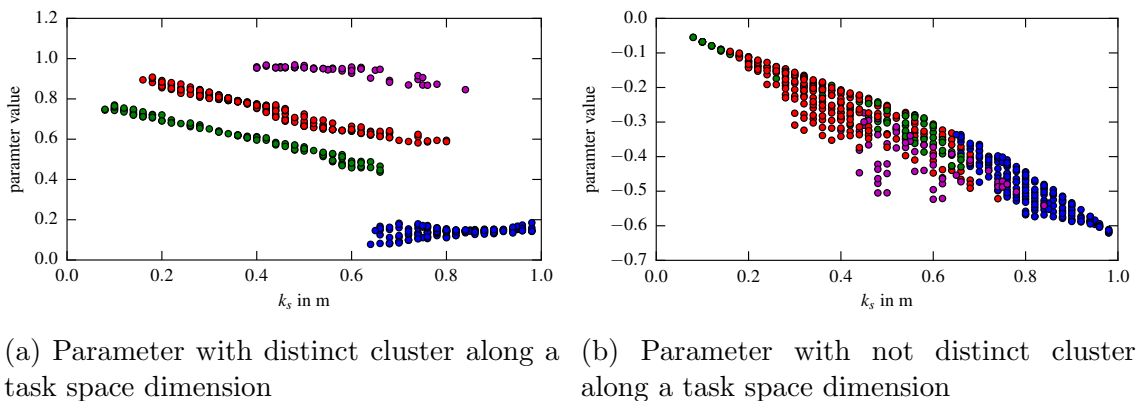 1.2
1.0
0.8
0.6
0.4
0.2
0.0
0.0 0.2 0.4 0.6 0.8 1.0
paramter value
k_s in m
(a) Parameter with distinct cluster along a
task space dimension
−0.0
−0.1
−0.2
−0.3
−0.4
−0.5
−0.6
−0.7
0.0 0.2 0.4 0.6 0.8 1.0
parameter value
k_s in m
(b) Parameter with not distinct cluster
along a task space dimension